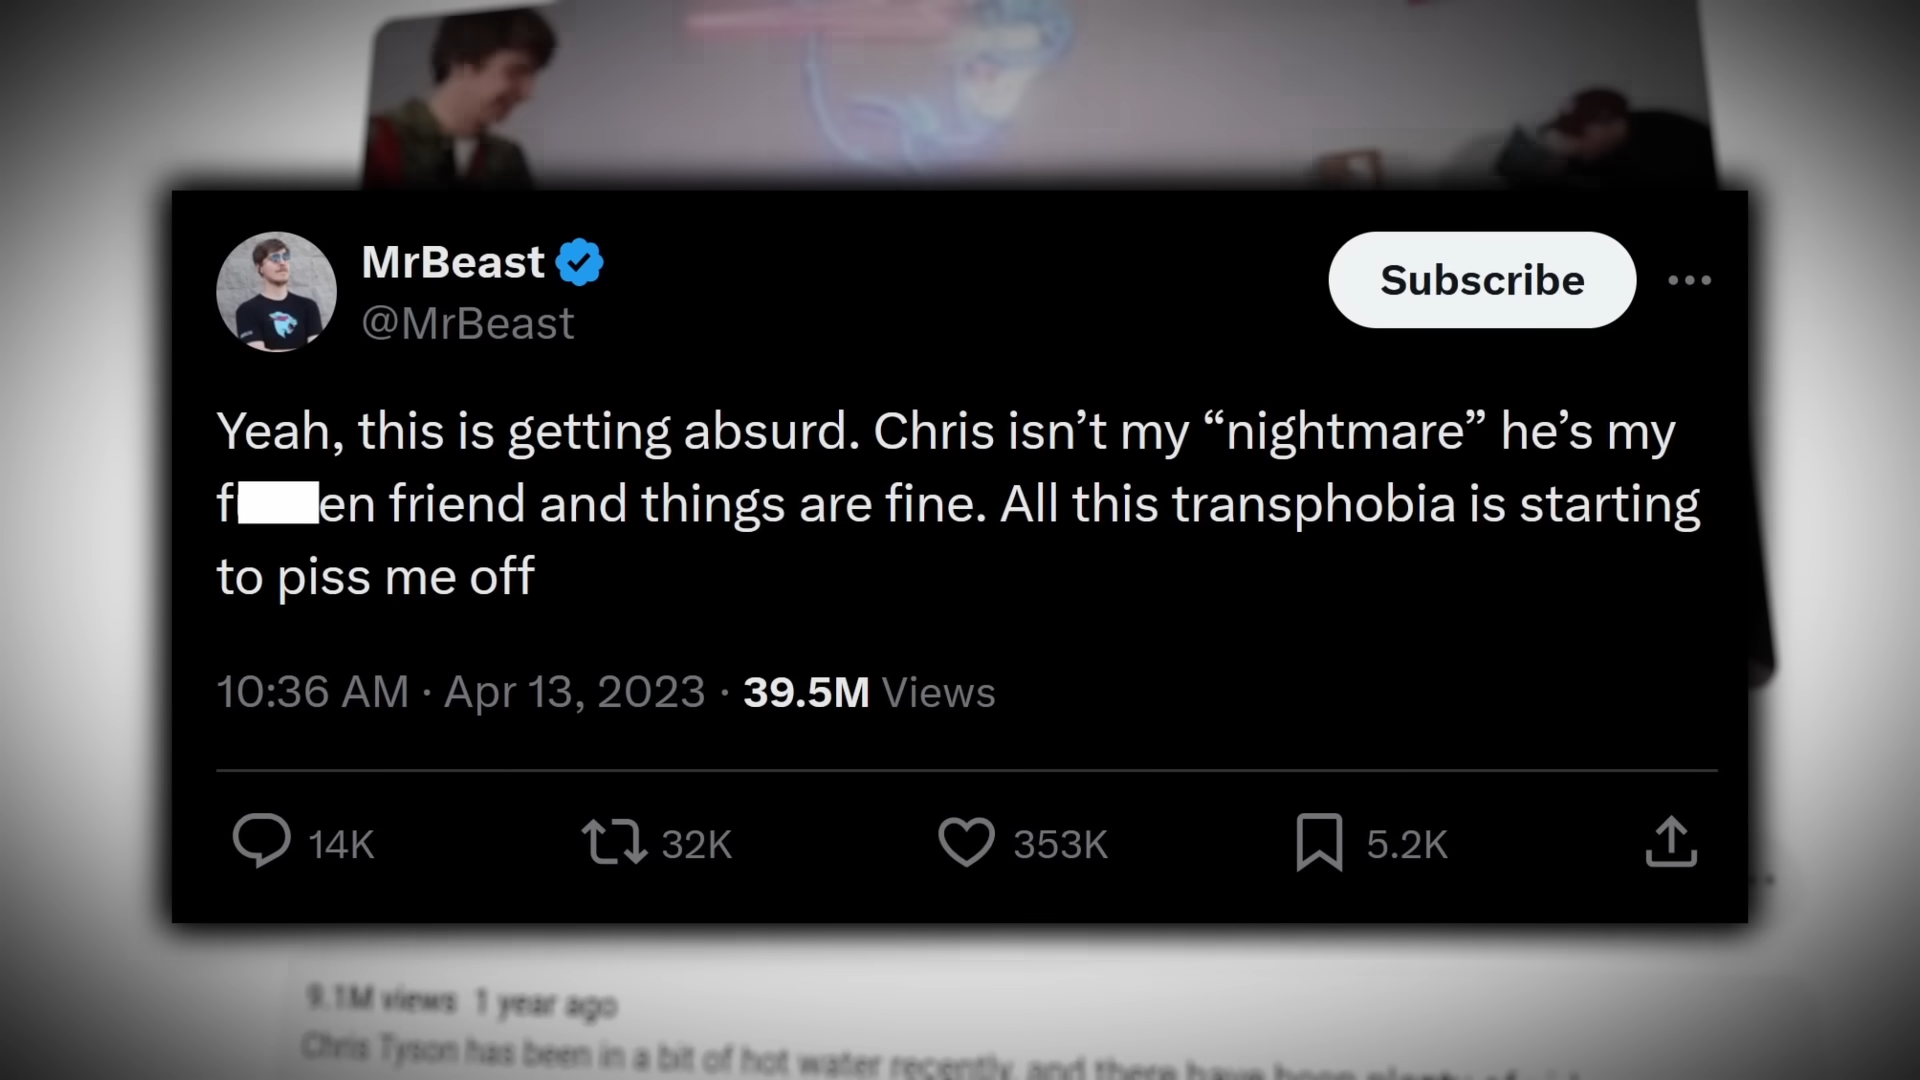 MrBeast
@MrBeast
Subscribe
Yeah, this is getting absurd. Chris isn’t my “nightmare” he’s my
f en friend and things are fine. All this transphobia is starting
to piss me off
10:36 AM · Apr 13, 2023 · 39.5M Views
14K
32K
353K
5.2K
9.1M views 1 year ago
Chris Tyson has been in a bit of hot water recently, and there have been plenty of